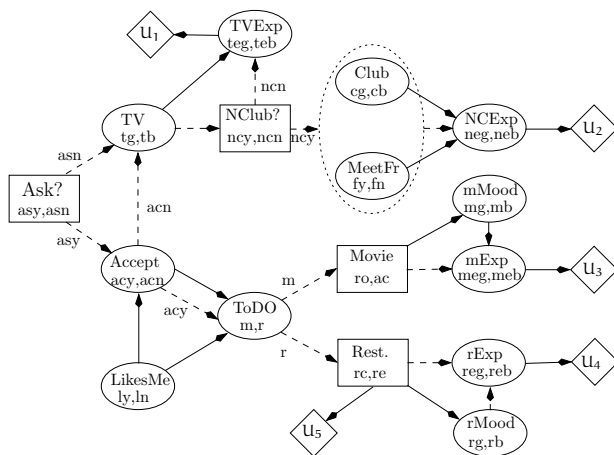 u1
TVExp
teg,teb
ncn
Club
cg,cb
TV
tg,tb
NClub?
ncy,ncn
ncy
NCExp
neg,neb
u2
asn
MeetFr
fy,fn
Ask?
asy,asn
acn
mMood
mg,mb
asy
Accept
acy,acn
m
Movie
ro,ac
mExp
meg,meb
u3
acy
ToDO
m,r
r
Rest.
rc,re
rExp
reg,reb
u4
LikesMe
ly,ln
u5
rMood
rg,rb